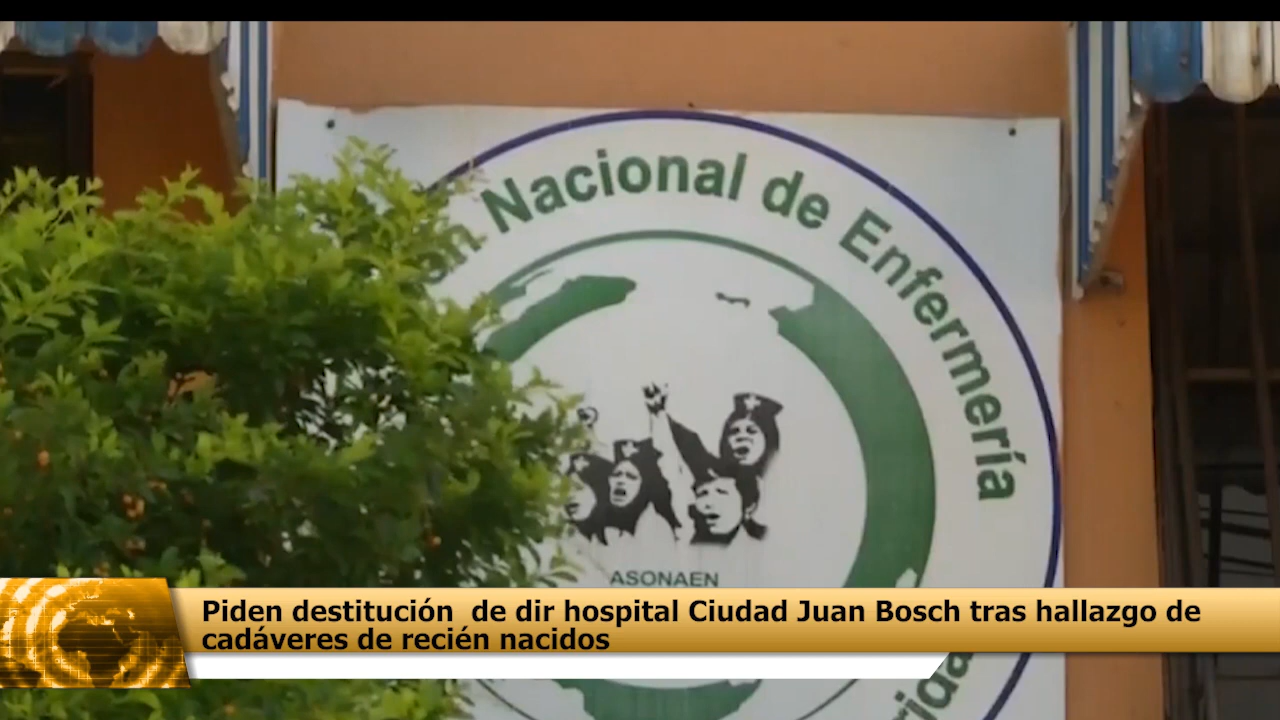 Nacional de Enfermería
ASONAEN
Piden destitución de dir hospital Ciudad Juan Bosch tras hallazgo de
cadáveres de recién nacidos